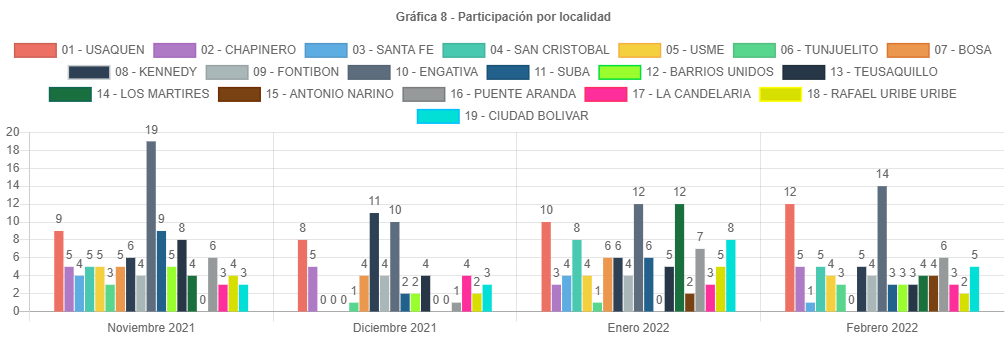 Gráfica 8 - Participación por localidad
01 - USAQUEN 02 - CHAPINERO 03 - SANTA FE 04 - SAN CRISTOBAL 05 - USME 06 - TUNJUELITO 07 - BOSA
08 - KENNEDY 09 - FONTIBON 10 - ENGATIVA 11 - SUBA 12 - BARRIOS UNIDOS 13 - TEUSAQUILLO
14 - LOS MARTIRES 15 - ANTONIO NARINO 16 - PUENTE ARANDA 17 - LA CANDELARIA 18 - RAFAEL URIBE URIBE
19 - CIUDAD BOLIVAR
20
18
16
14
12
10
8
6
4
2
0
9 5 4 5 5 3 5 6 4 19 9 5 8 4 0 6 3 4 3
8 5 0 0 0 1 4 11 4 10 2 2 4 0 0 1 4 2 3
10 3 4 8 4 1 6 6 4 12 6 0 5 12 2 7 3 5 8
12 5 1 5 4 3 0 5 4 14 3 3 3 4 4 6 3 2 5
Noviembre 2021 Diciembre 2021 Enero 2022 Febrero 2022